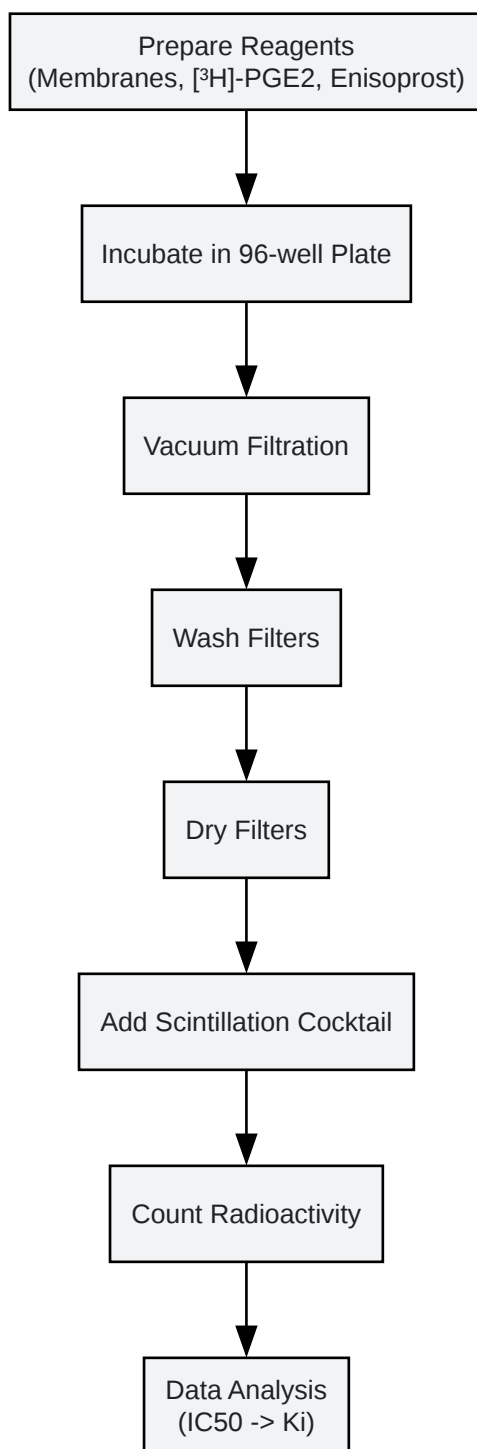 Prepare Reagents
(Membranes, [³H]-PGE2, Enisoprost)
Incubate in 96-well Plate
Vacuum Filtration
Wash Filters
Dry Filters
Add Scintillation Cocktail
Count Radioactivity
Data Analysis
(IC50 -> Ki)